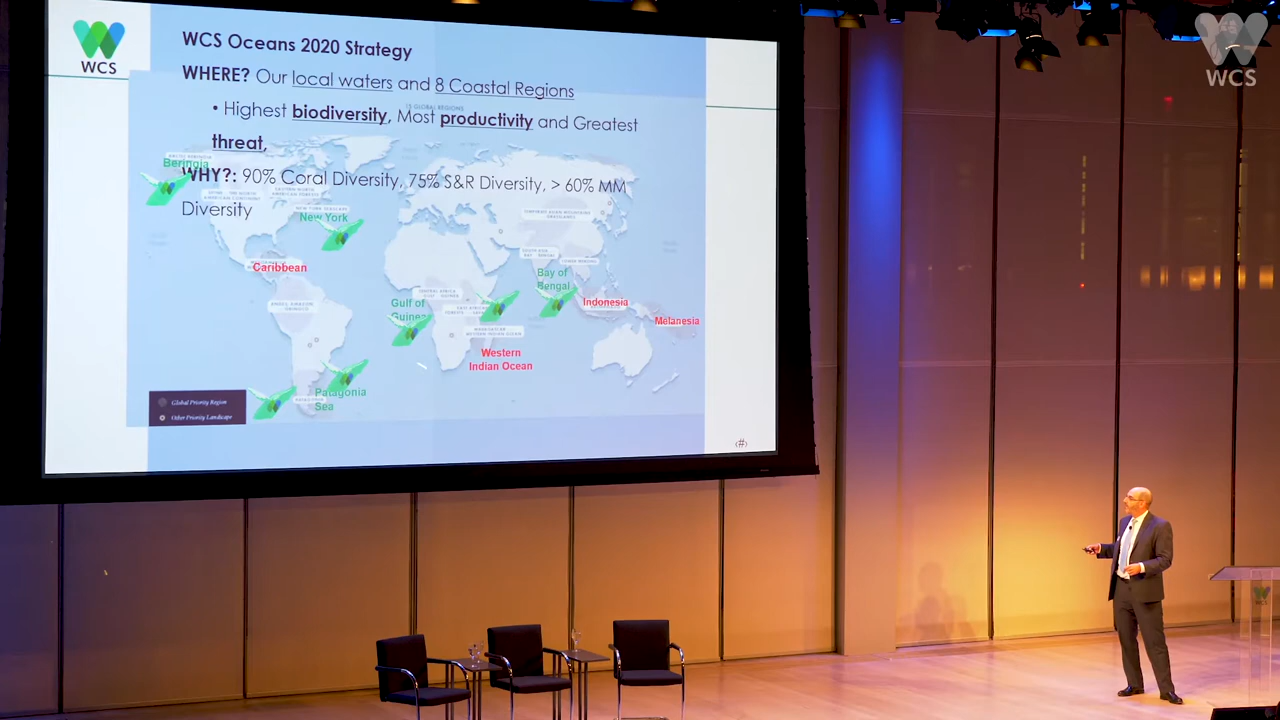 WCS
WCS Oceans 2020 Strategy
WHERE? Our local waters and 8 Coastal Regions
• Highest biodiversity, Most productivity and Greatest
threat,
WHY?: 90% Coral Diversity, 75% S&R Diversity, > 60% MM
Diversity
Beringia
New York
Caribbean
Gulf of
Guinea
Bay of
Bengal
Indonesia
Melanesia
Western
Indian Ocean
Patagonia
Sea
Global Priority Region
Other Priority Landscape
‹#›
WCS